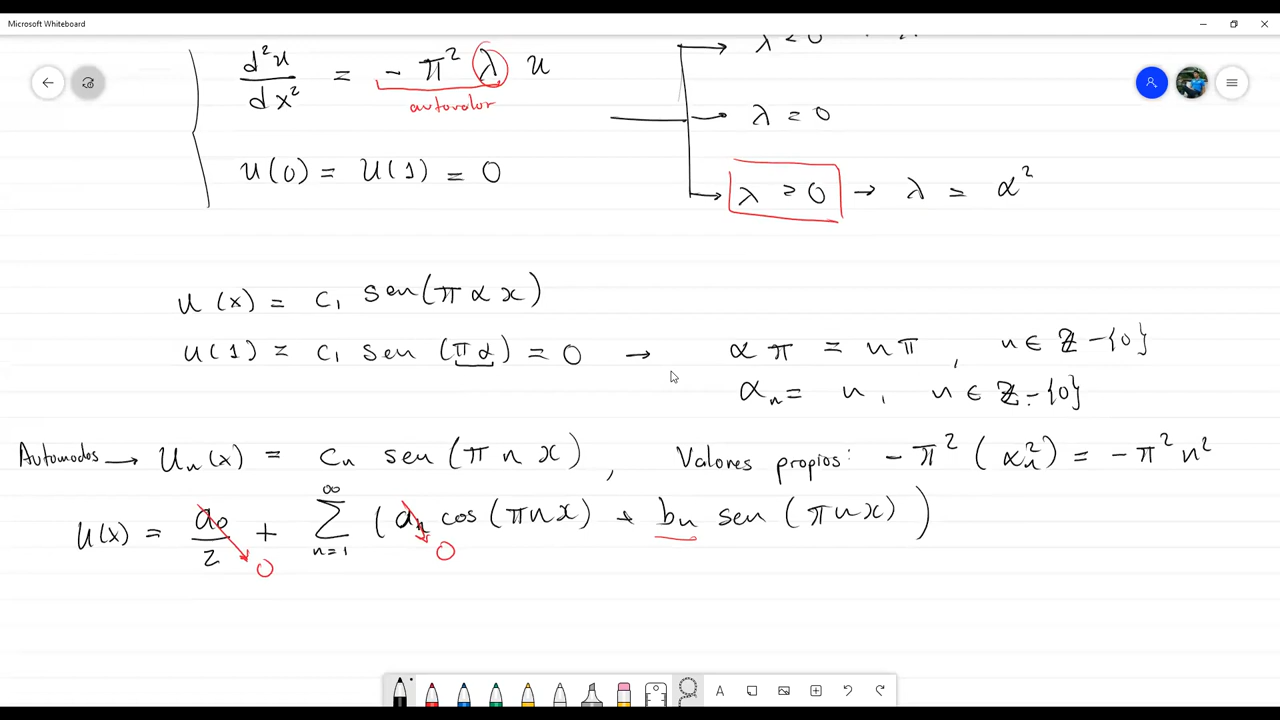 Microsoft Whiteboard
d²u/dx² = - π² λ u
autovalor
u(0) = u(1) = 0
λ = 0
λ > 0 → λ = α²
u(x) = C₁ sen(π α x)
u(1) = C₁ sen (π α) = 0 → α π = n π , n ∈ ℤ - {0}
αₙ = n , n ∈ ℤ - {0}
Automodos → Uₙ(x) = Cₙ sen (π n x) , Valores propios: - π² (αₙ²) = - π² n²
U(x) = a₀/2 + ∑ₙ₌₁^∞ (aₙ cos (πnx) + bₙ sen (πnx))
0 0
A